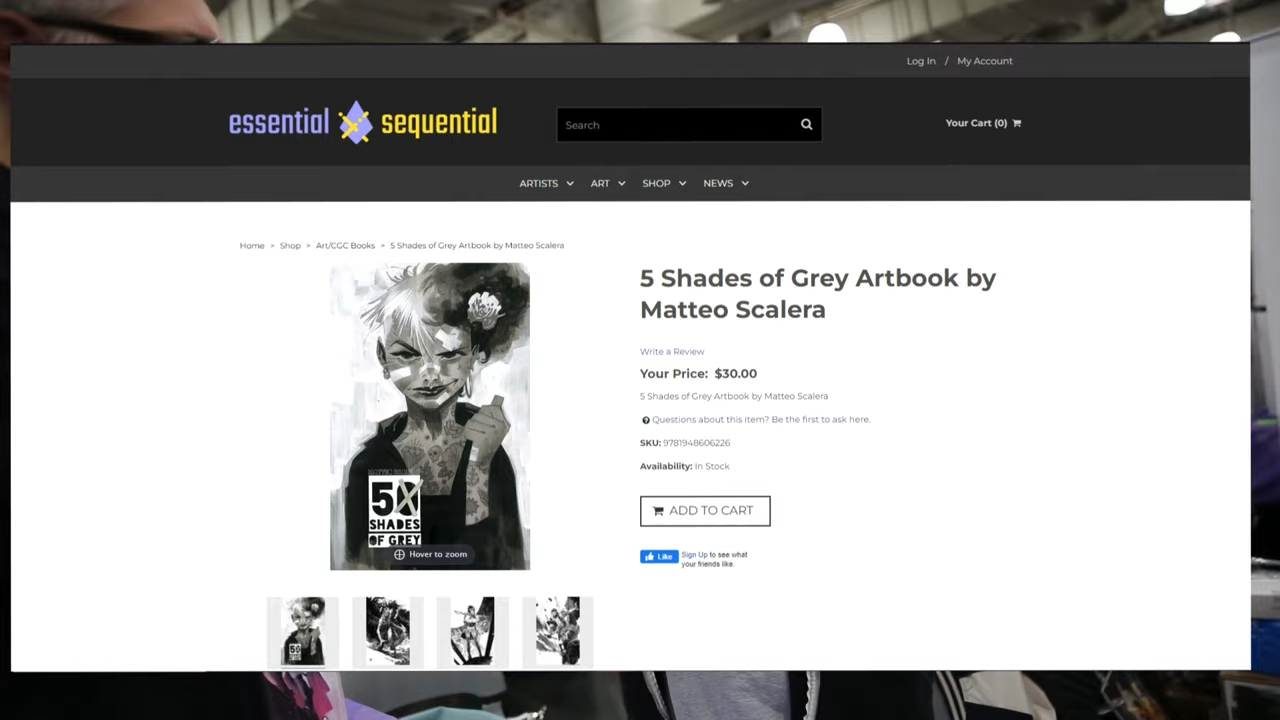 Log In / My Account
essential sequential
Search
Your Cart (0)
ARTISTS
ART
SHOP
NEWS
Home > Shop > Art/CGC Books > 5 Shades of Grey Artbook by Matteo Scalera
5 Shades of Grey Artbook by
Matteo Scalera
Write a Review
Your Price: $30.00
5 Shades of Grey Artbook by Matteo Scalera
Questions about this item? Be the first to ask here.
SKU: 9781948606226
Availability: In Stock
ADD TO CART
Like
Sign Up to see what
your friends like.
MATTEO SCALERA
50
SHADES
OF GREY
Hover to zoom
50